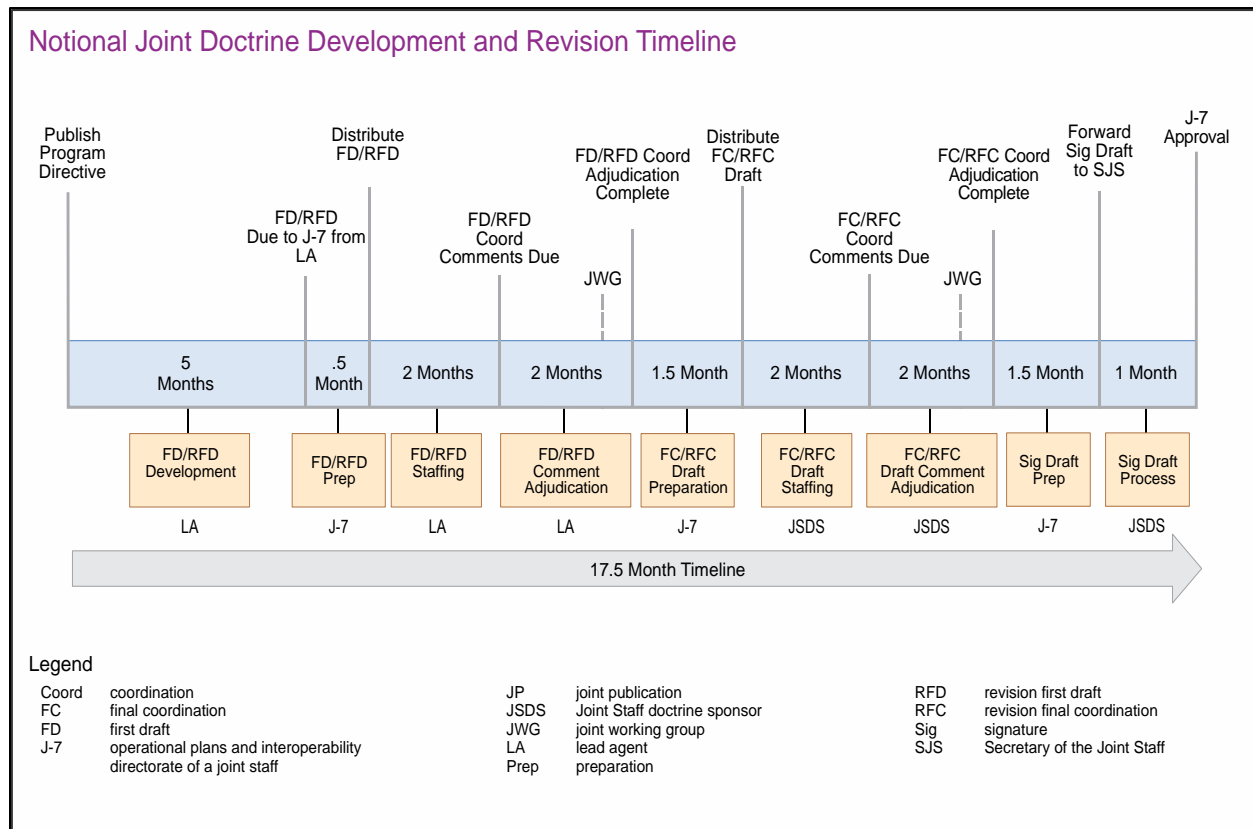 Notional Joint Doctrine Development and Revision Timeline
Publish
Program
Directive
FD/RFD
Due to J-7 from
LA
Distribute
FD/RFD
FD/RFD
Coord
Comments Due
JWG
FD/RFD Coord
Adjudication
Complete
Distribute
FC/RFC
Draft
FC/RFC
Coord
Comments Due
JWG
FC/RFC Coord
Adjudication
Complete
Forward
Sig Draft
to SJS
J-7
Approval
5
Months
.5
Month
2 Months
2 Months
1.5 Month
2 Months
2 Months
1.5 Month
1 Month
FD/RFD
Development
FD/RFD
Prep
FD/RFD
Staffing
FD/RFD
Comment
Adjudication
FC/RFC
Draft
Preparation
FC/RFC
Draft
Staffing
FC/RFC
Draft Comment
Adjudication
Sig Draft
Prep
Sig Draft
Process
LA
J-7
LA
LA
J-7
JSDS
JSDS
J-7
JSDS
17.5 Month Timeline
Legend
Coord coordination
FC final coordination
FD first draft
J-7 operational plans and interoperability
directorate of a joint staff
JP joint publication
JSDS Joint Staff doctrine sponsor
JWG joint working group
LA lead agent
Prep preparation
RFD revision first draft
RFC revision final coordination
Sig signature
SJS Secretary of the Joint Staff